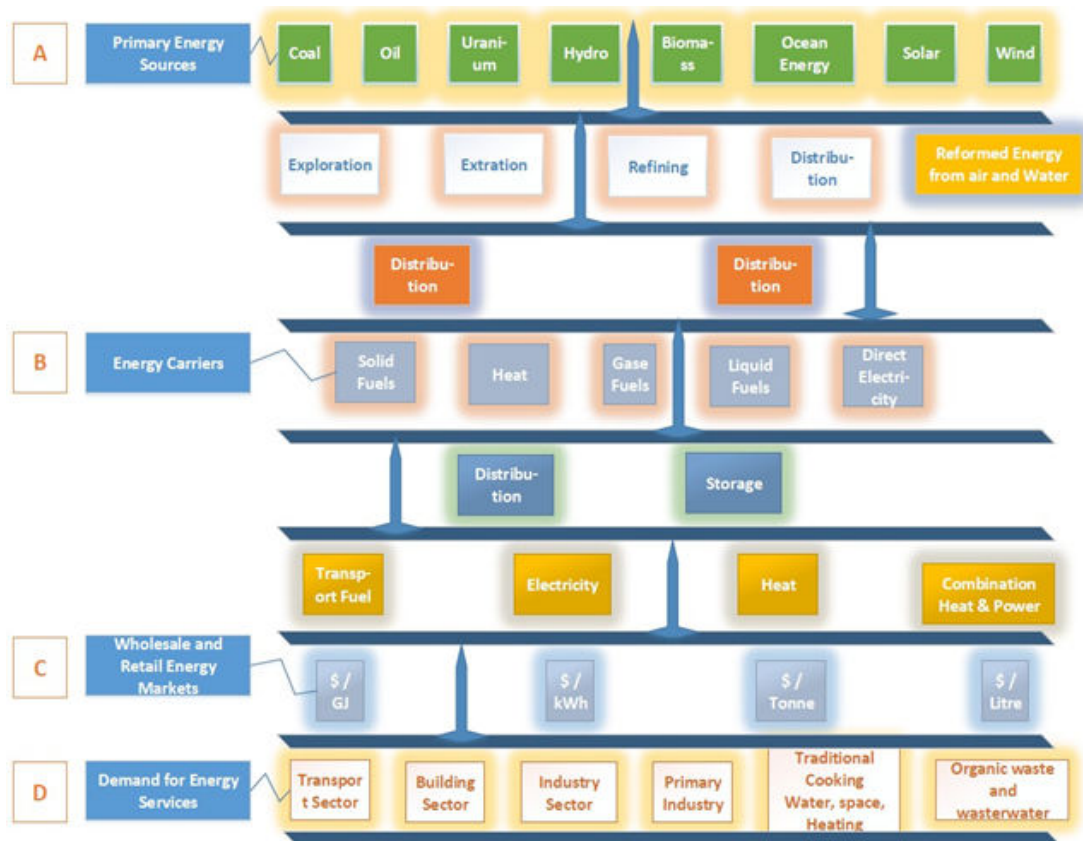 A
Primary Energy
Sources
Coal
Oil
Urani-
um
Hydro
Bioma-
ss
Ocean
Energy
Solar
Wind
Exploration
Extration
Refining
Distribu-
tion
Reformed Energy
from air and Water
Distribu-
tion
Distribu-
tion
B
Energy Carriers
Solid
Fuels
Heat
Gase
Fuels
Liquid
Fuels
Direct
Electri-
city
Distribu-
tion
Storage
Transp-
ort Fuel
Electricity
Heat
Combination
Heat & Power
C
Wholesale and
Retail Energy
Markets
$ /
GJ
$ /
kWh
$ /
Tonne
$ /
Litre
D
Demand for Energy
Services
Transpor
t Sector
Building
Sector
Industry
Sector
Primary
Industry
Traditional
Cooking
Water, space,
Heating
Organic waste
and
wasterwater